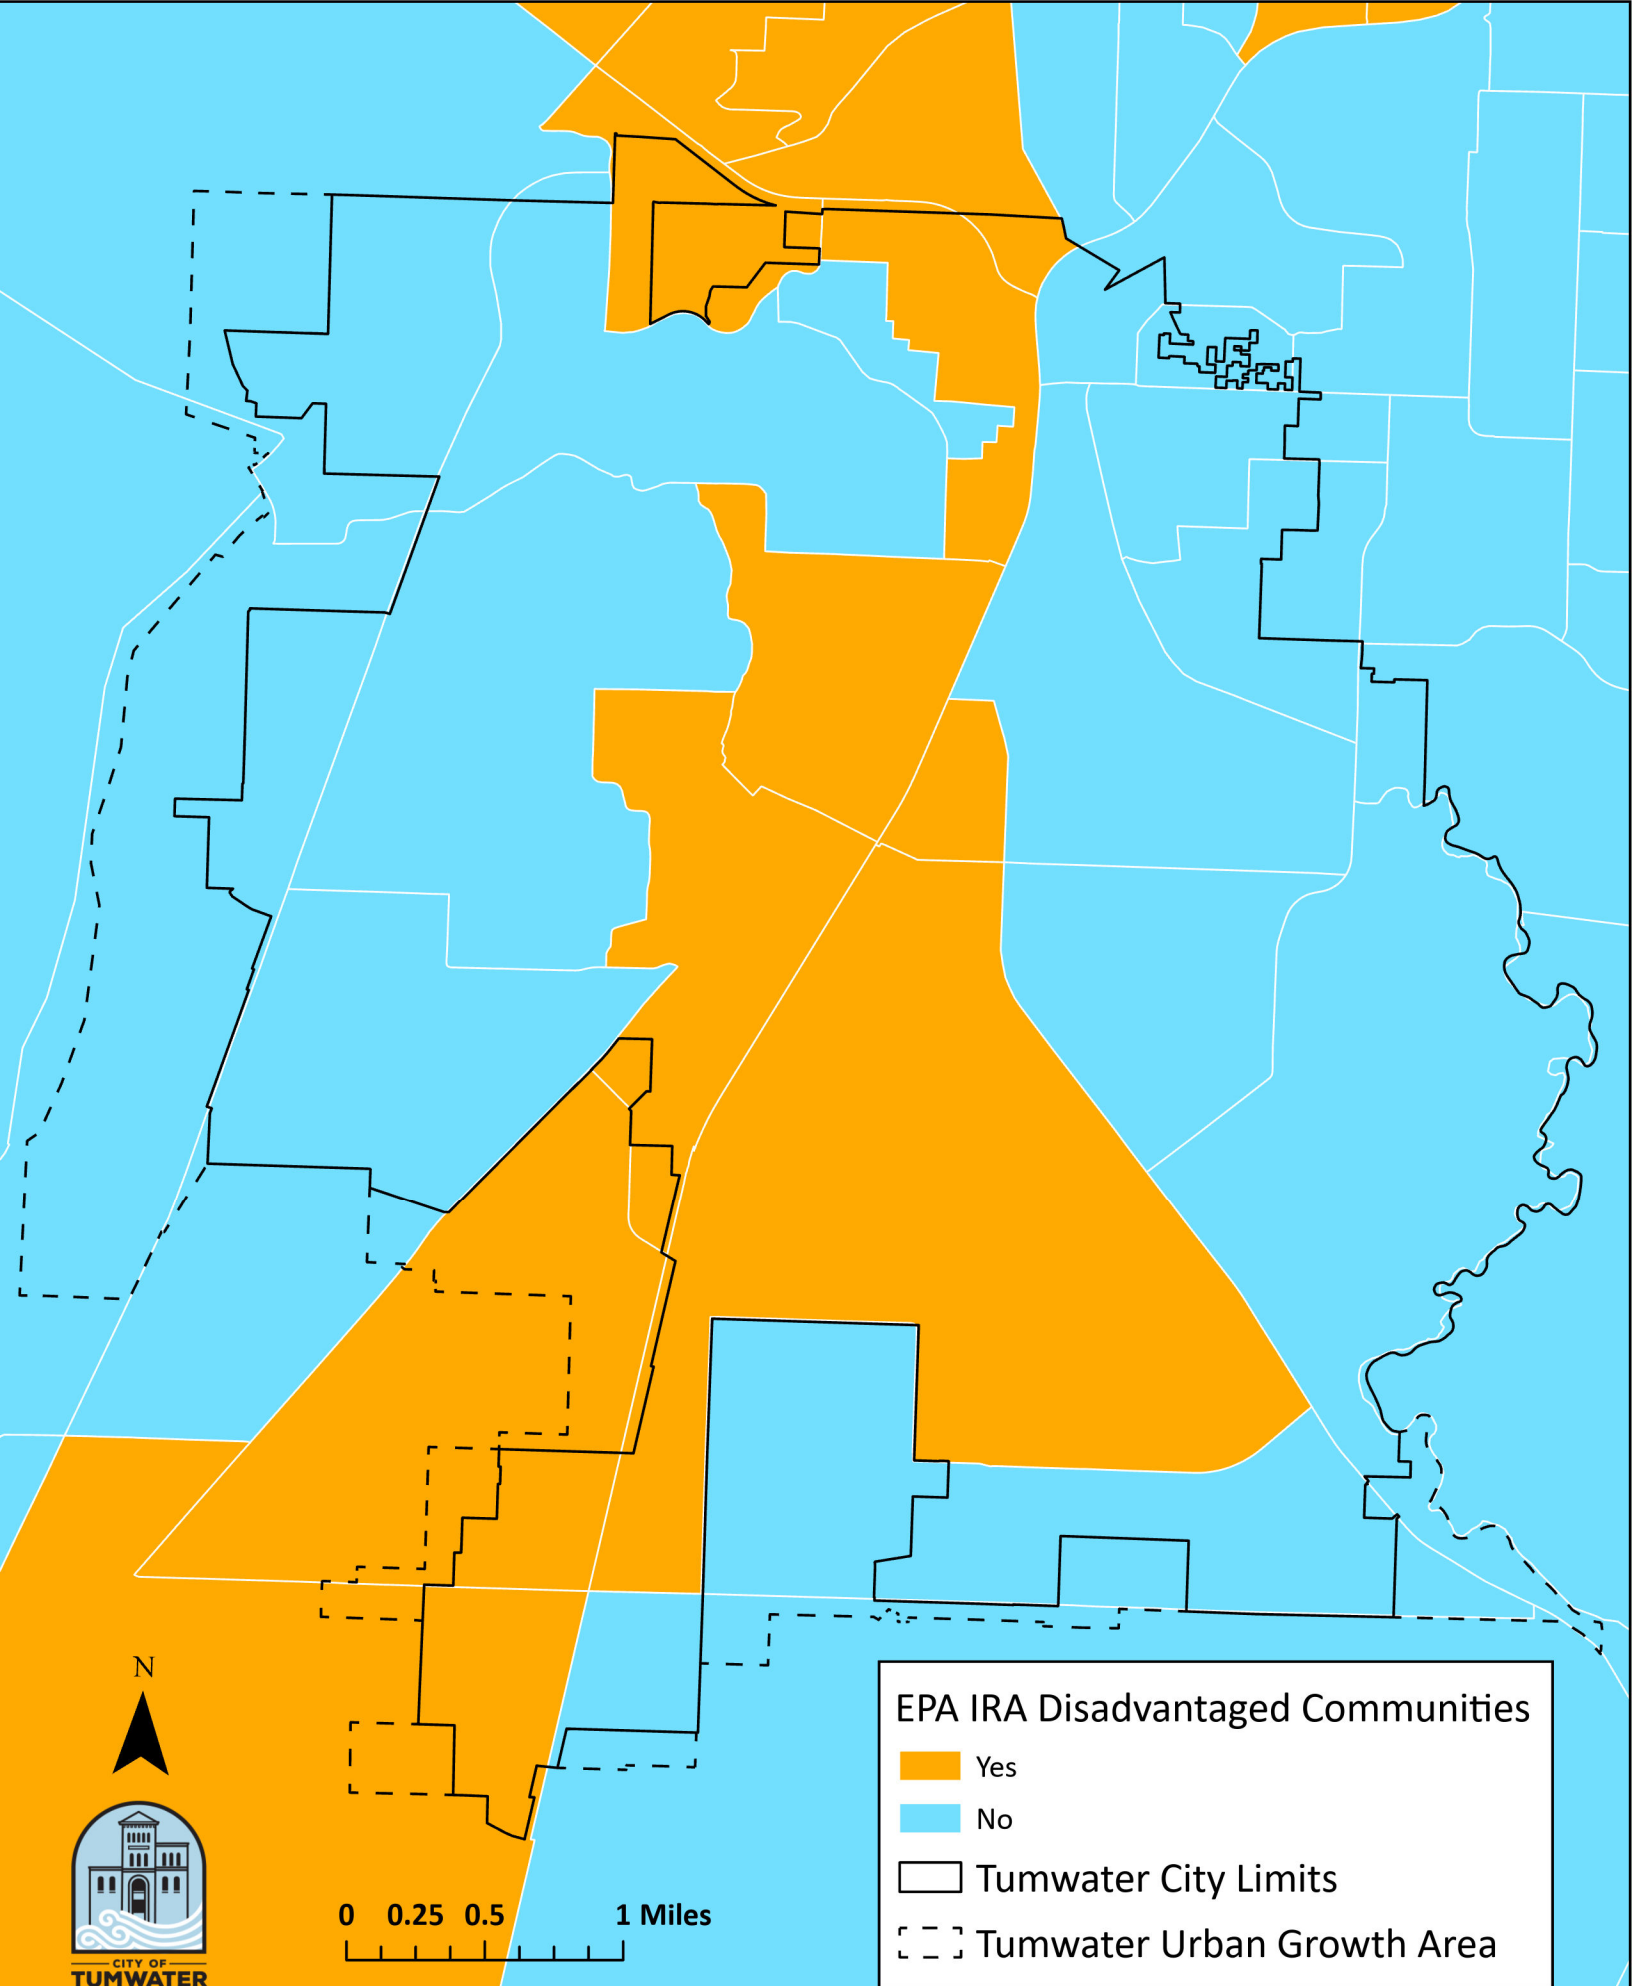 N
EPA IRA Disadvantaged Communities
Yes
No
Tumwater City Limits
Tumwater Urban Growth Area
0 0.25 0.5 1 Miles
CITY OF
TUMWATER